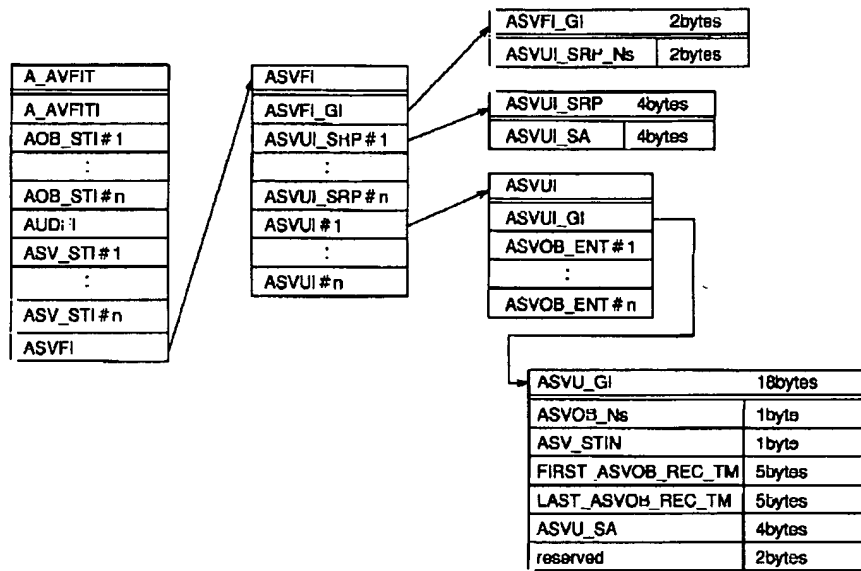 A_AVFIT
A_AVFITI
AOB_STI#1
:
AOB_STI#n
ASV_STI#1
:
ASV_STI#n
ASVFI
ASVFI
ASVFI_GI
ASVUI_SRP#1
:
ASVUI_SRP#n
ASVUI#1
:
ASVUI#n
ASVFI_GI 2bytes
ASVUI_SRP_Ns 2bytes
ASVUI_SRP 4bytes
ASVUI_SA 4bytes
ASVUI
ASVUI_GI
ASVOB_ENT#1
:
ASVOB_ENT#n
ASVU_GI 18bytes
ASVOB_Ns 1byte
ASV_STIN 1byte
FIRST_ASVOB_REC_TM 5bytes
LAST_ASVOB_REC_TM 5bytes
ASVU_SA 4bytes
reserved 2bytes